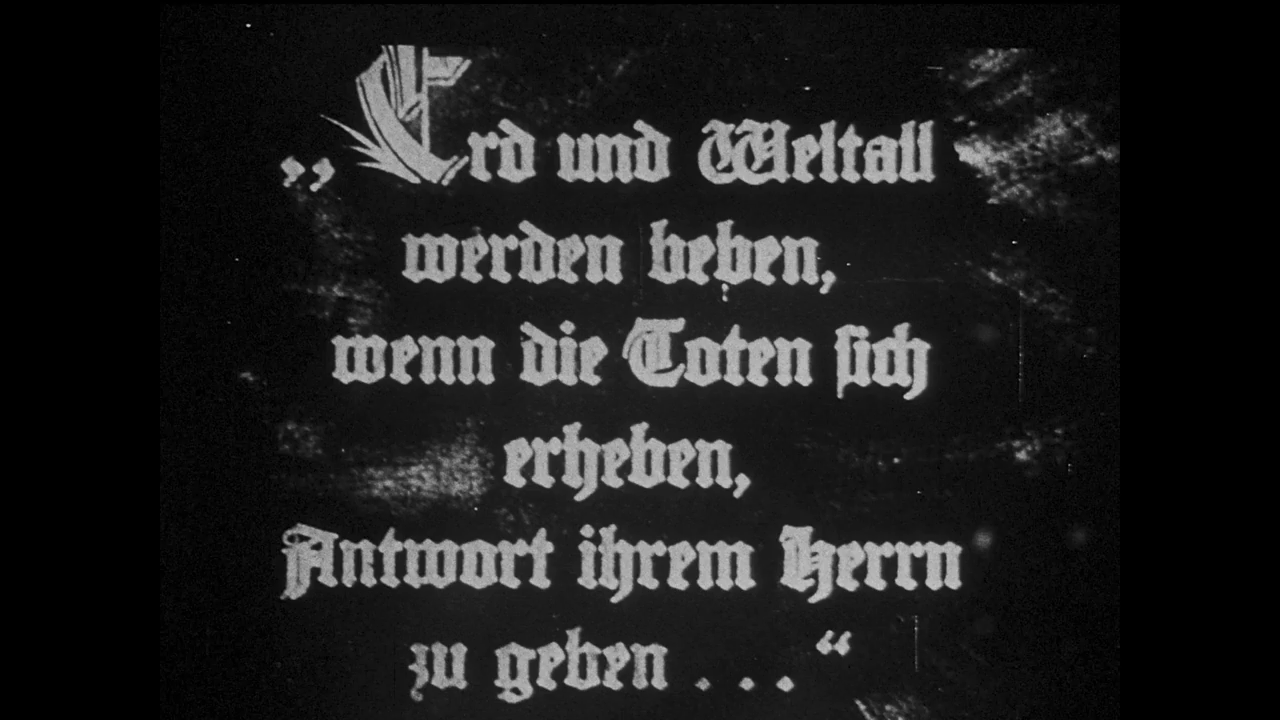 „Erd und Weltall
werden beben,
wenn die Toten sich
erheben,
Antwort ihrem Herrn
zu geben . . .“